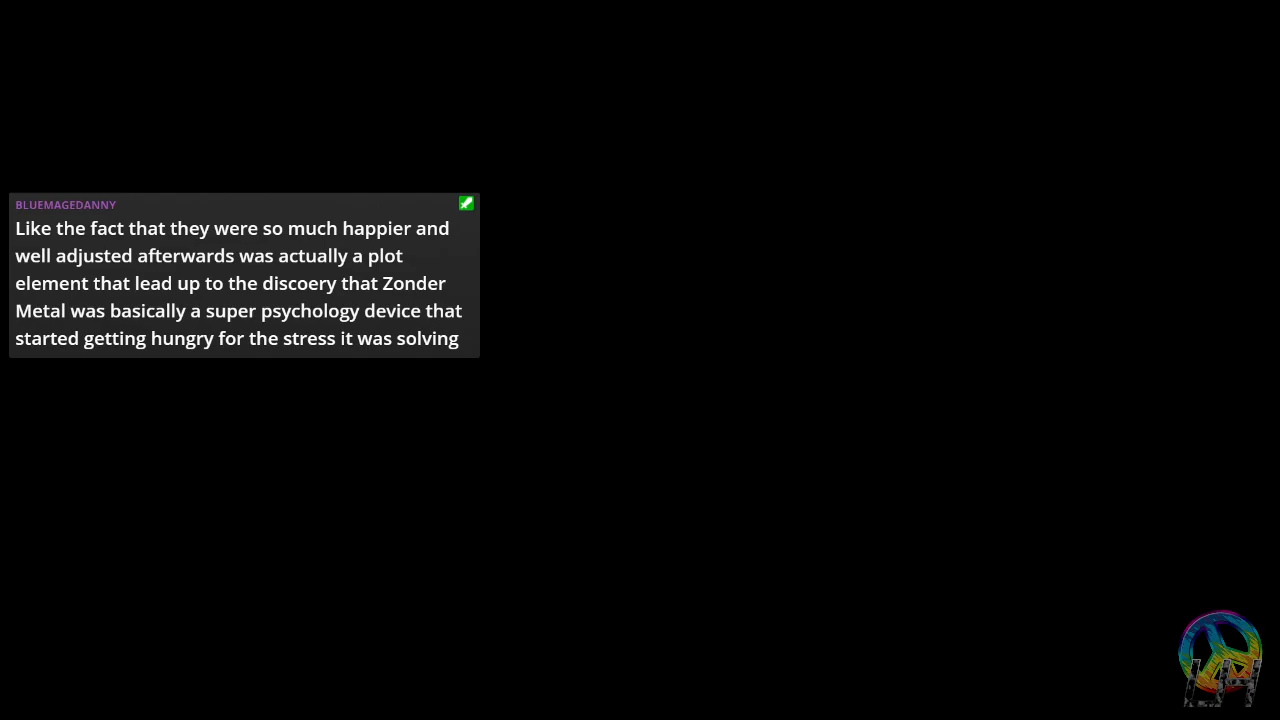 BLUEMAGEDANNY
Like the fact that they were so much happier and
well adjusted afterwards was actually a plot
element that lead up to the discoery that Zonder
Metal was basically a super psychology device that
started getting hungry for the stress it was solving
LH